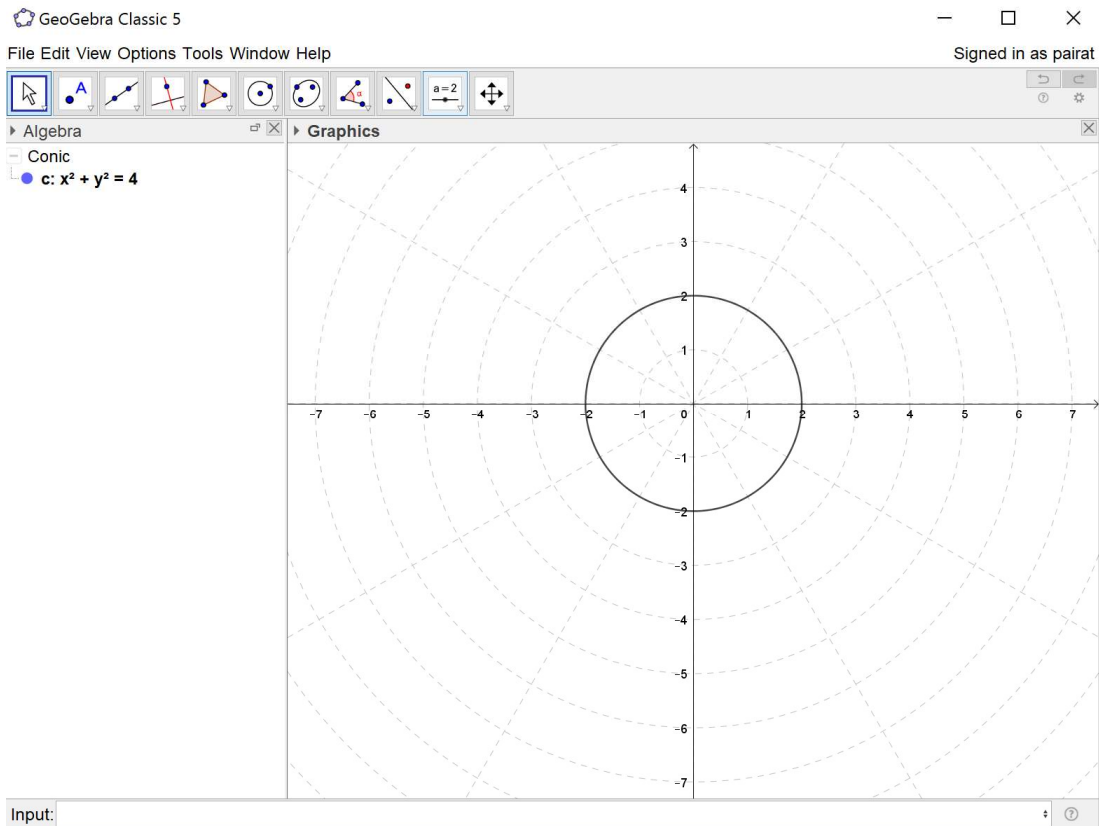 GeoGebra Classic 5
File Edit View Options Tools Window Help
Signed in as pairat
A
α
a=2
Algebra
Graphics
Conic
c: x² + y² = 4
4
3
2
1
-7 -6 -5 -4 -3 -2 -1 0 1 2 3 4 5 6 7
-1
-2
-3
-4
-5
-6
-7
Input: